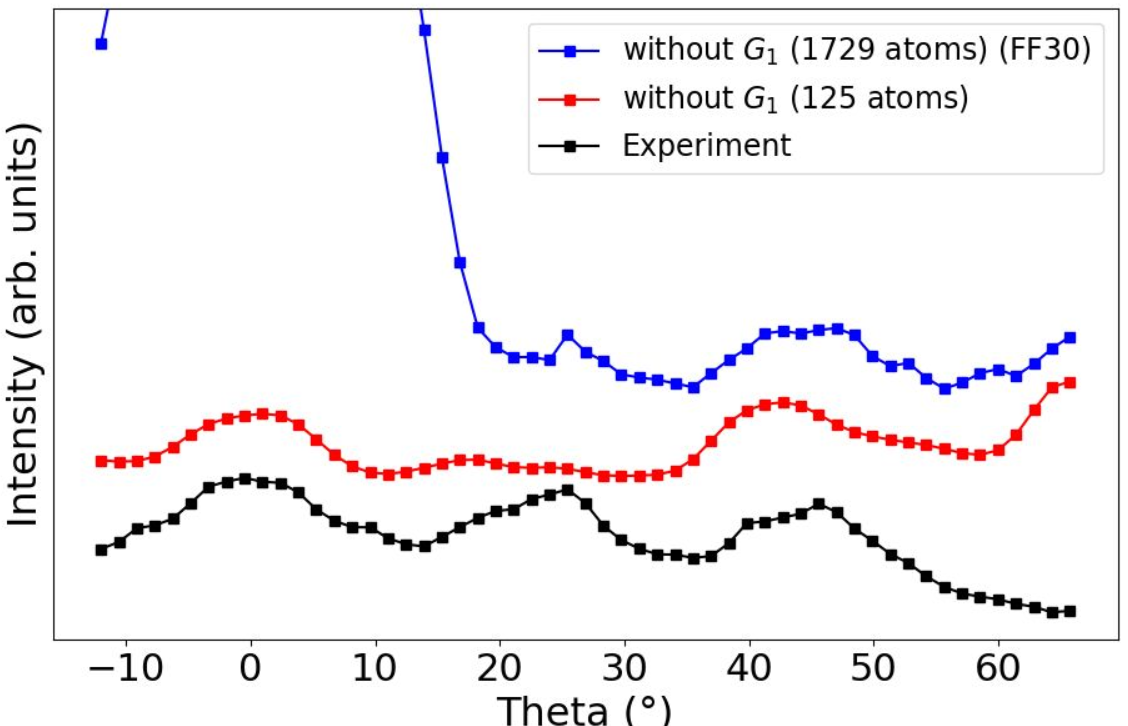 without G₁ (1729 atoms) (FF30)
without G₁ (125 atoms)
Experiment
Intensity (arb. units)
−10 0 10 20 30 40 50 60
Theta (°)